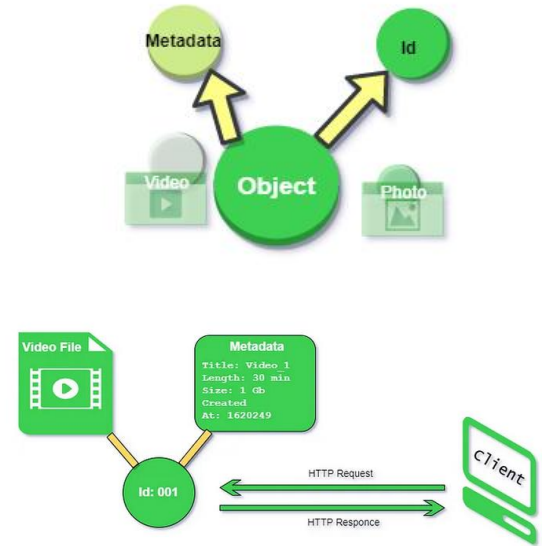 Metadata
Id
Video
Object
Photo
Video File
Metadata
Title: Video_1
Length: 30 min
Size: 1 Gb
Created
At: 1620249
Id: 001
HTTP Request
HTTP Responce
Client